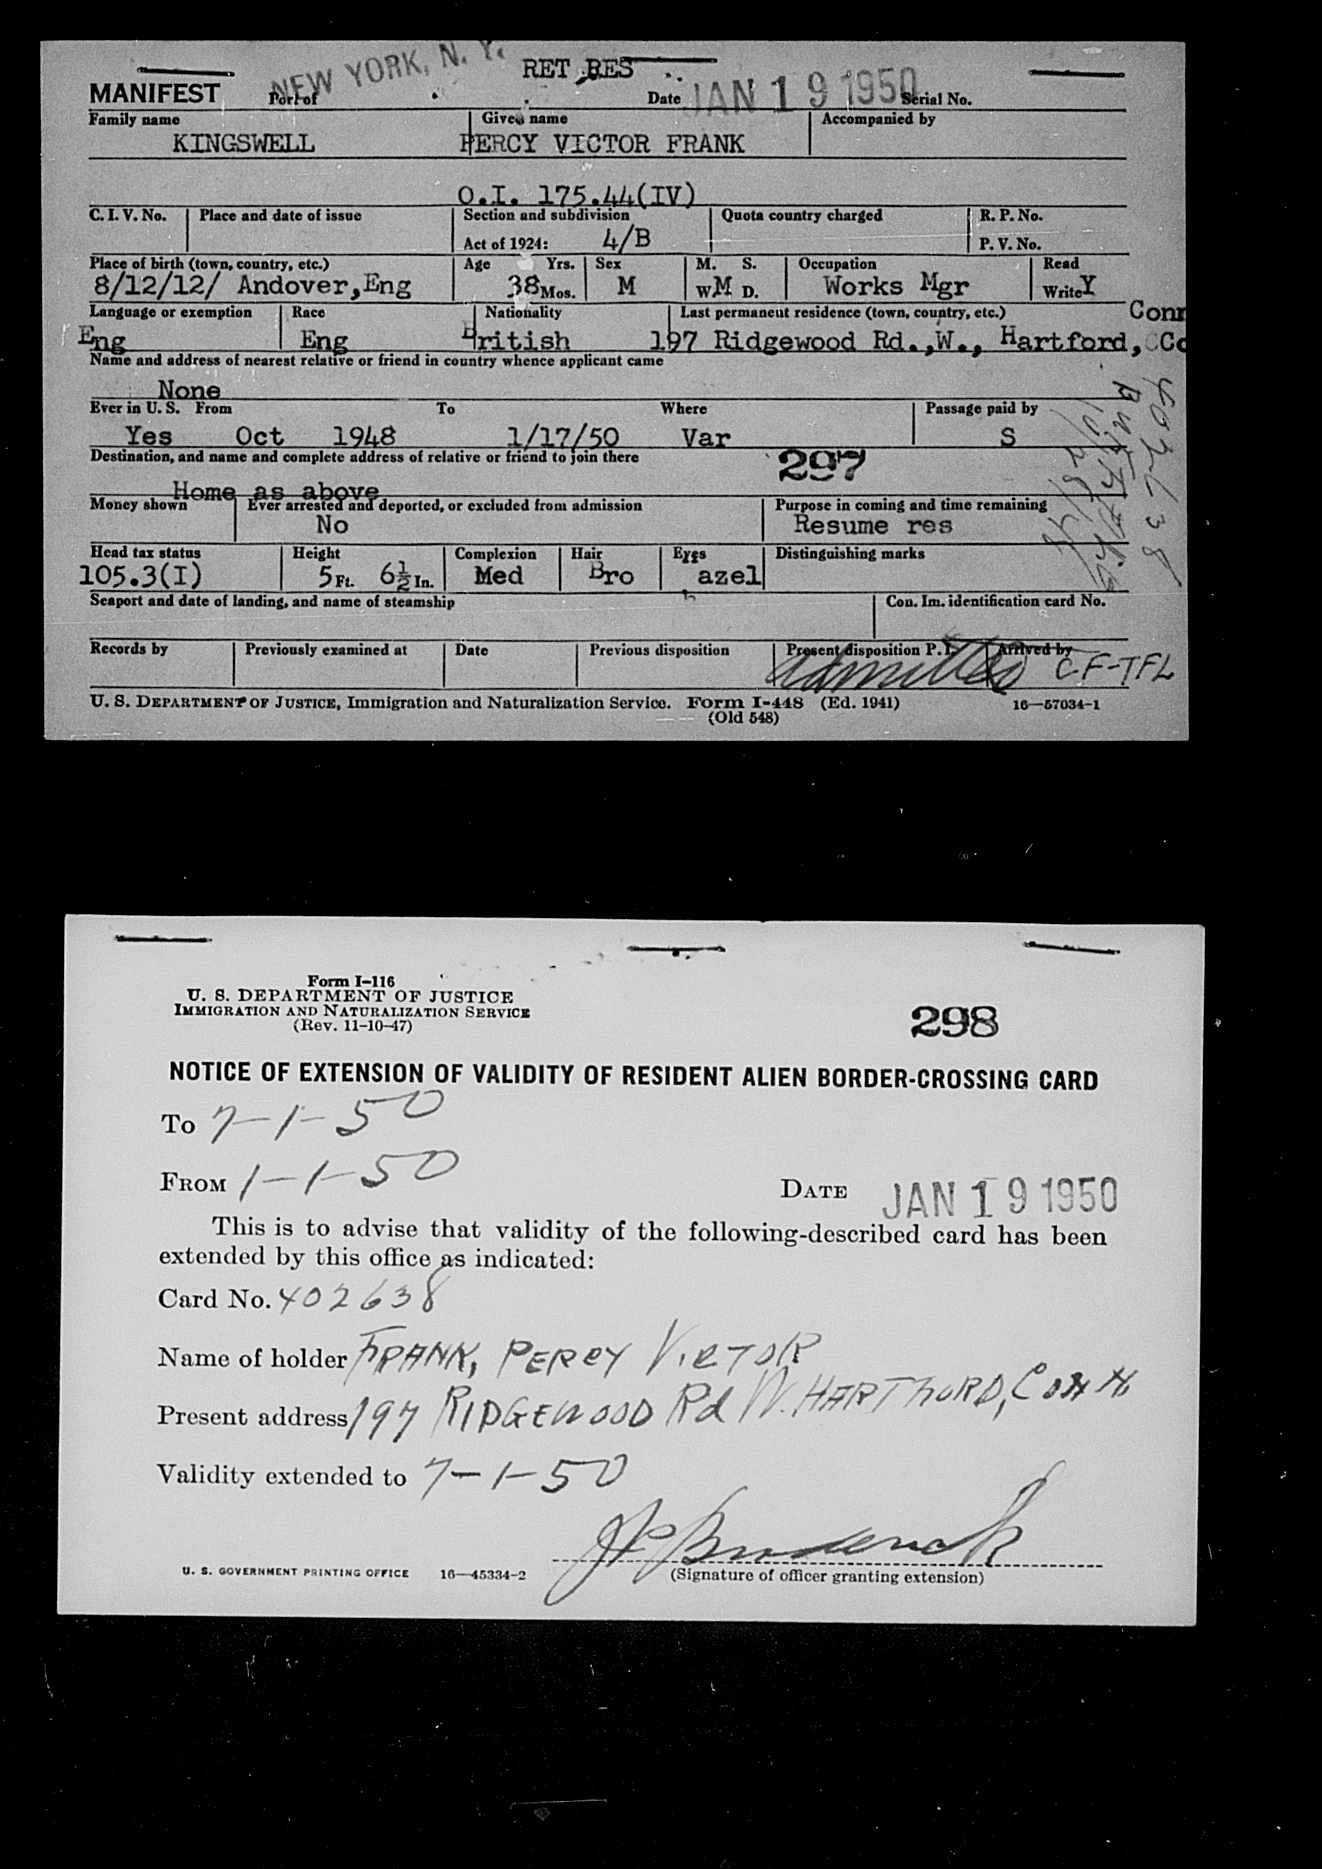 NEW YORK, N. Y. RET RES JAN 19 1950
MANIFEST Port of Date Serial No.
Family name Given name Accompanied by
KINGSWELL PERCY VICTOR FRANK
O.I. 175.44(IV)
C. I. V. No. Place and date of issue Section and subdivision Quota country charged R. P. No.
Act of 1924: 4/B P. V. No.
Place of birth (town, country, etc.) Age Yrs. Sex M. S. Occupation Read
8/12/12/ Andover,Eng 38 Mos. M W. M D. Works Mgr Write Y
Language or exemption Race Nationality Last permanent residence (town, country, etc.) Conn
Eng Eng British 197 Ridgewood Rd.,W., Hartford, Co
Name and address of nearest relative or friend in country whence applicant came
None
Ever in U. S. From To Where Passage paid by
Yes Oct 1948 1/17/50 Var S
Destination, and name and complete address of relative or friend to join there
297
Home as above
Money shown Ever arrested and deported, or excluded from admission Purpose in coming and time remaining
No Resume res
402638
10/28/48
Head tax status Height Complexion Hair Eyes Distinguishing marks
105.3(I) 5 Ft. 6½ In. Med Bro hazel
Seaport and date of landing, and name of steamship Con. Im. identification card No.
Records by Previously examined at Date Previous disposition Present disposition P. I. Arrived by
admitted CF-TFL
U. S. DEPARTMENT OF JUSTICE, Immigration and Naturalization Service. Form I-448 (Ed. 1941) 16—57034-1
(Old 548)
Form I-116
U. S. DEPARTMENT OF JUSTICE
IMMIGRATION AND NATURALIZATION SERVICE
(Rev. 11-10-47)
298
NOTICE OF EXTENSION OF VALIDITY OF RESIDENT ALIEN BORDER-CROSSING CARD
TO 7-1-50
FROM 1-1-50 DATE JAN 19 1950
This is to advise that validity of the following-described card has been
extended by this office as indicated:
Card No. 402638
Name of holder FRANK, PERCY VICTOR
Present address 197 RIDGEWOOD Rd W. HARTFORD, CONN
Validity extended to 7-1-50
(Signature of officer granting extension)
U. S. GOVERNMENT PRINTING OFFICE 16—45334-2